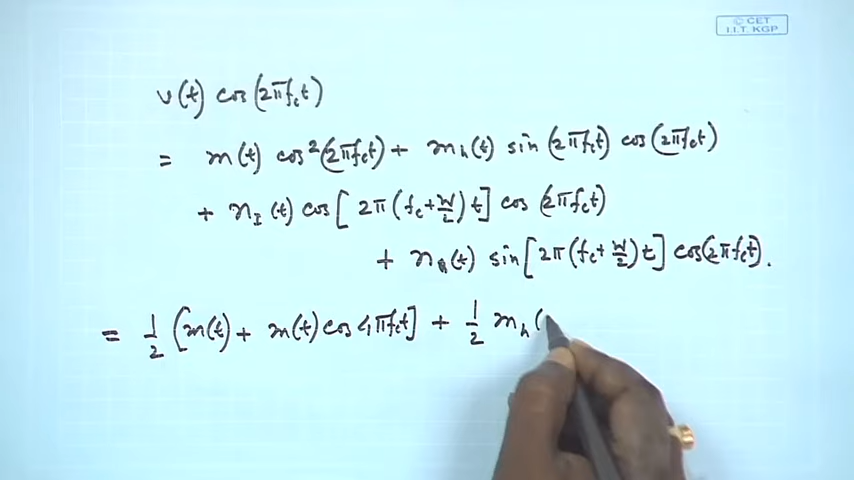 © CET
I.I.T. KGP
v(t) cos(2πf_c t)
= m(t) cos²(2πf_c t) + m_h(t) sin(2πf_c t) cos(2πf_c t)
+ n_I(t) cos[2π(f_c + W/2)t] cos(2πf_c t)
+ n_Q(t) sin[2π(f_c + W/2)t] cos(2πf_c t).
= 1/2 [m(t) + m(t) cos 4πf_c t] + 1/2 m_h(